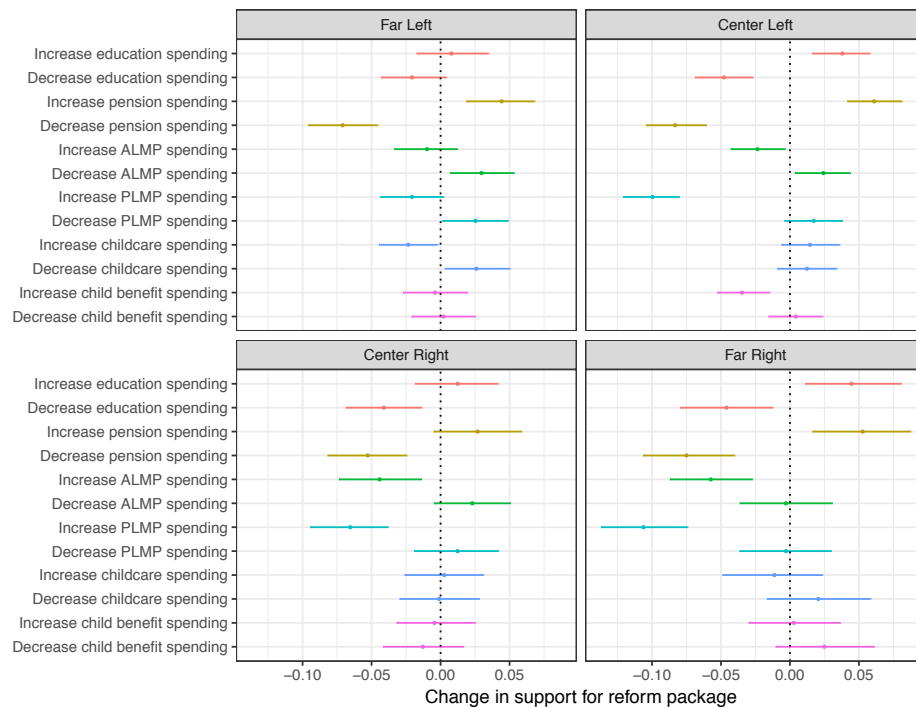 Far Left
Center Left
Increase education spending
Decrease education spending
Increase pension spending
Decrease pension spending
Increase ALMP spending
Decrease ALMP spending
Increase PLMP spending
Decrease PLMP spending
Increase childcare spending
Decrease childcare spending
Increase child benefit spending
Decrease child benefit spending
Center Right
Far Right
Increase education spending
Decrease education spending
Increase pension spending
Decrease pension spending
Increase ALMP spending
Decrease ALMP spending
Increase PLMP spending
Decrease PLMP spending
Increase childcare spending
Decrease childcare spending
Increase child benefit spending
Decrease child benefit spending
−0.10 −0.05 0.00 0.05 −0.10 −0.05 0.00 0.05
Change in support for reform package